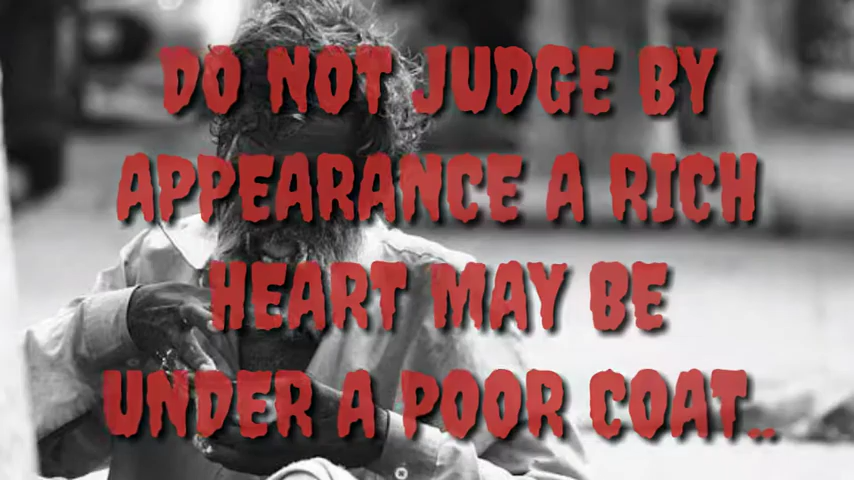 DO NOT JUDGE BY
APPEARANCE A RICH
HEART MAY BE
UNDER A POOR COAT..